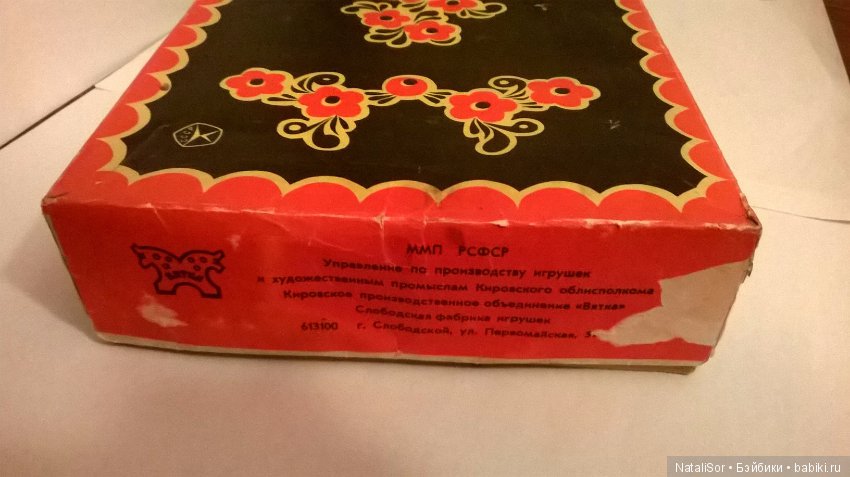 СССР
ММП РСФСР
Управление по производству игрушек
и художественным промыслам Кировского облисполкома
Кировское производственное объединение «Вятка»
Слободская фабрика игрушек
613100 г. Слободской, ул. Первомайская,
NataliSor • Бэйбики • babiki.ru